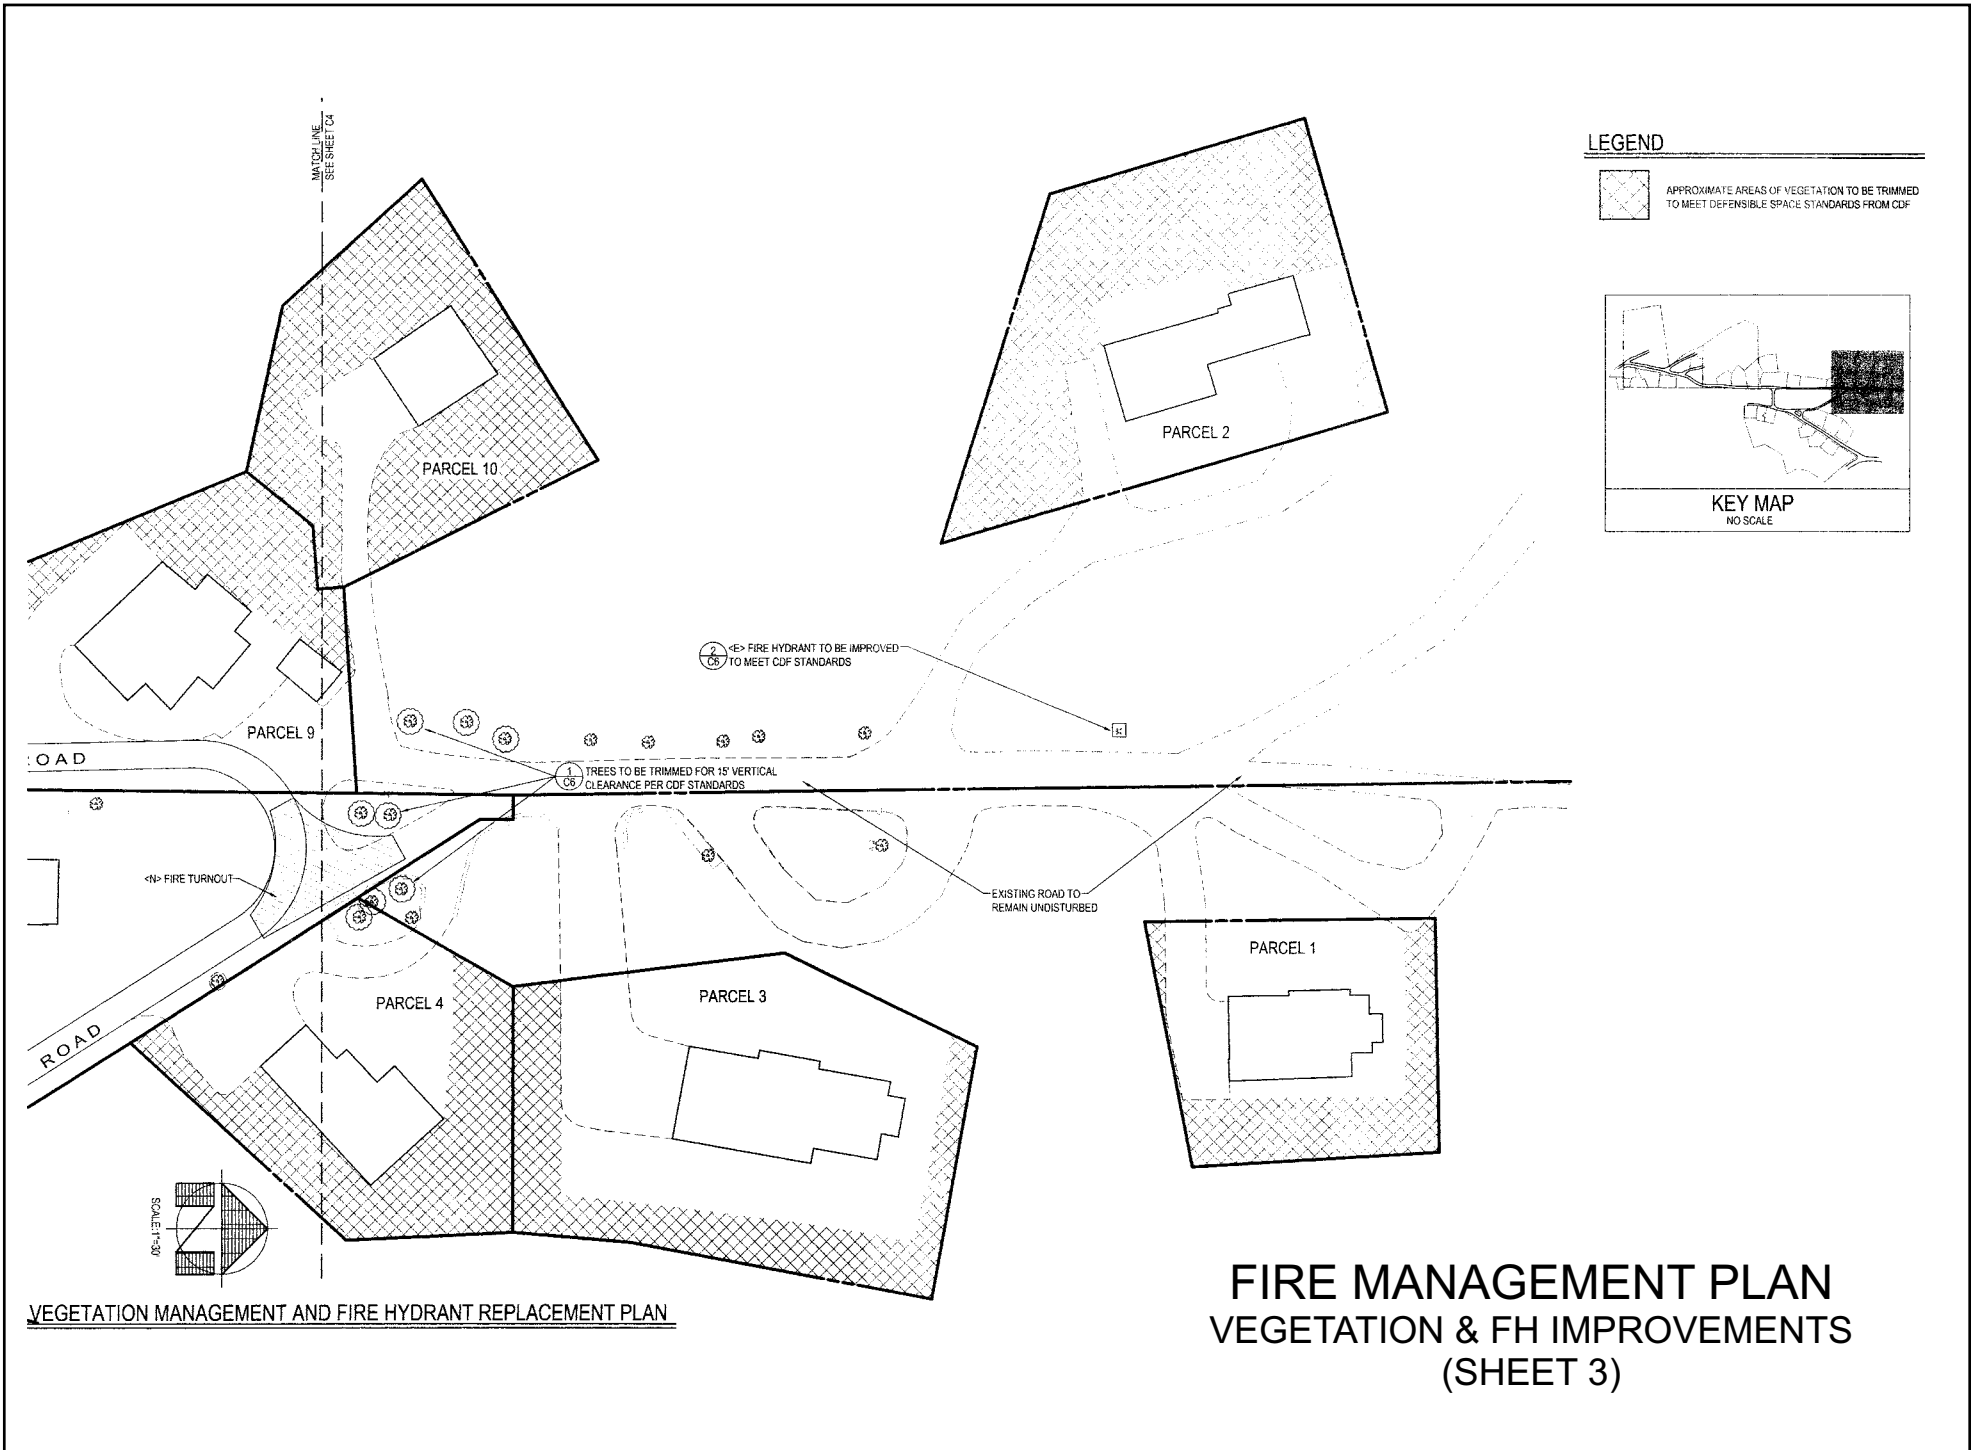 MATCH LINE
SEE SHEET C4
LEGEND
APPROXIMATE AREAS OF VEGETATION TO BE TRIMMED
TO MEET DEFENSIBLE SPACE STANDARDS FROM CDF
KEY MAP
NO SCALE
PARCEL 2
PARCEL 10
2
C6
<E> FIRE HYDRANT TO BE IMPROVED
TO MEET CDF STANDARDS
PARCEL 9
ROAD
1
C6
TREES TO BE TRIMMED FOR 15' VERTICAL
CLEARANCE PER CDF STANDARDS
<N> FIRE TURNOUT
EXISTING ROAD TO
REMAIN UNDISTURBED
PARCEL 1
PARCEL 4
PARCEL 3
ROAD
SCALE: 1"=30'
VEGETATION MANAGEMENT AND FIRE HYDRANT REPLACEMENT PLAN
FIRE MANAGEMENT PLAN
VEGETATION & FH IMPROVEMENTS
(SHEET 3)